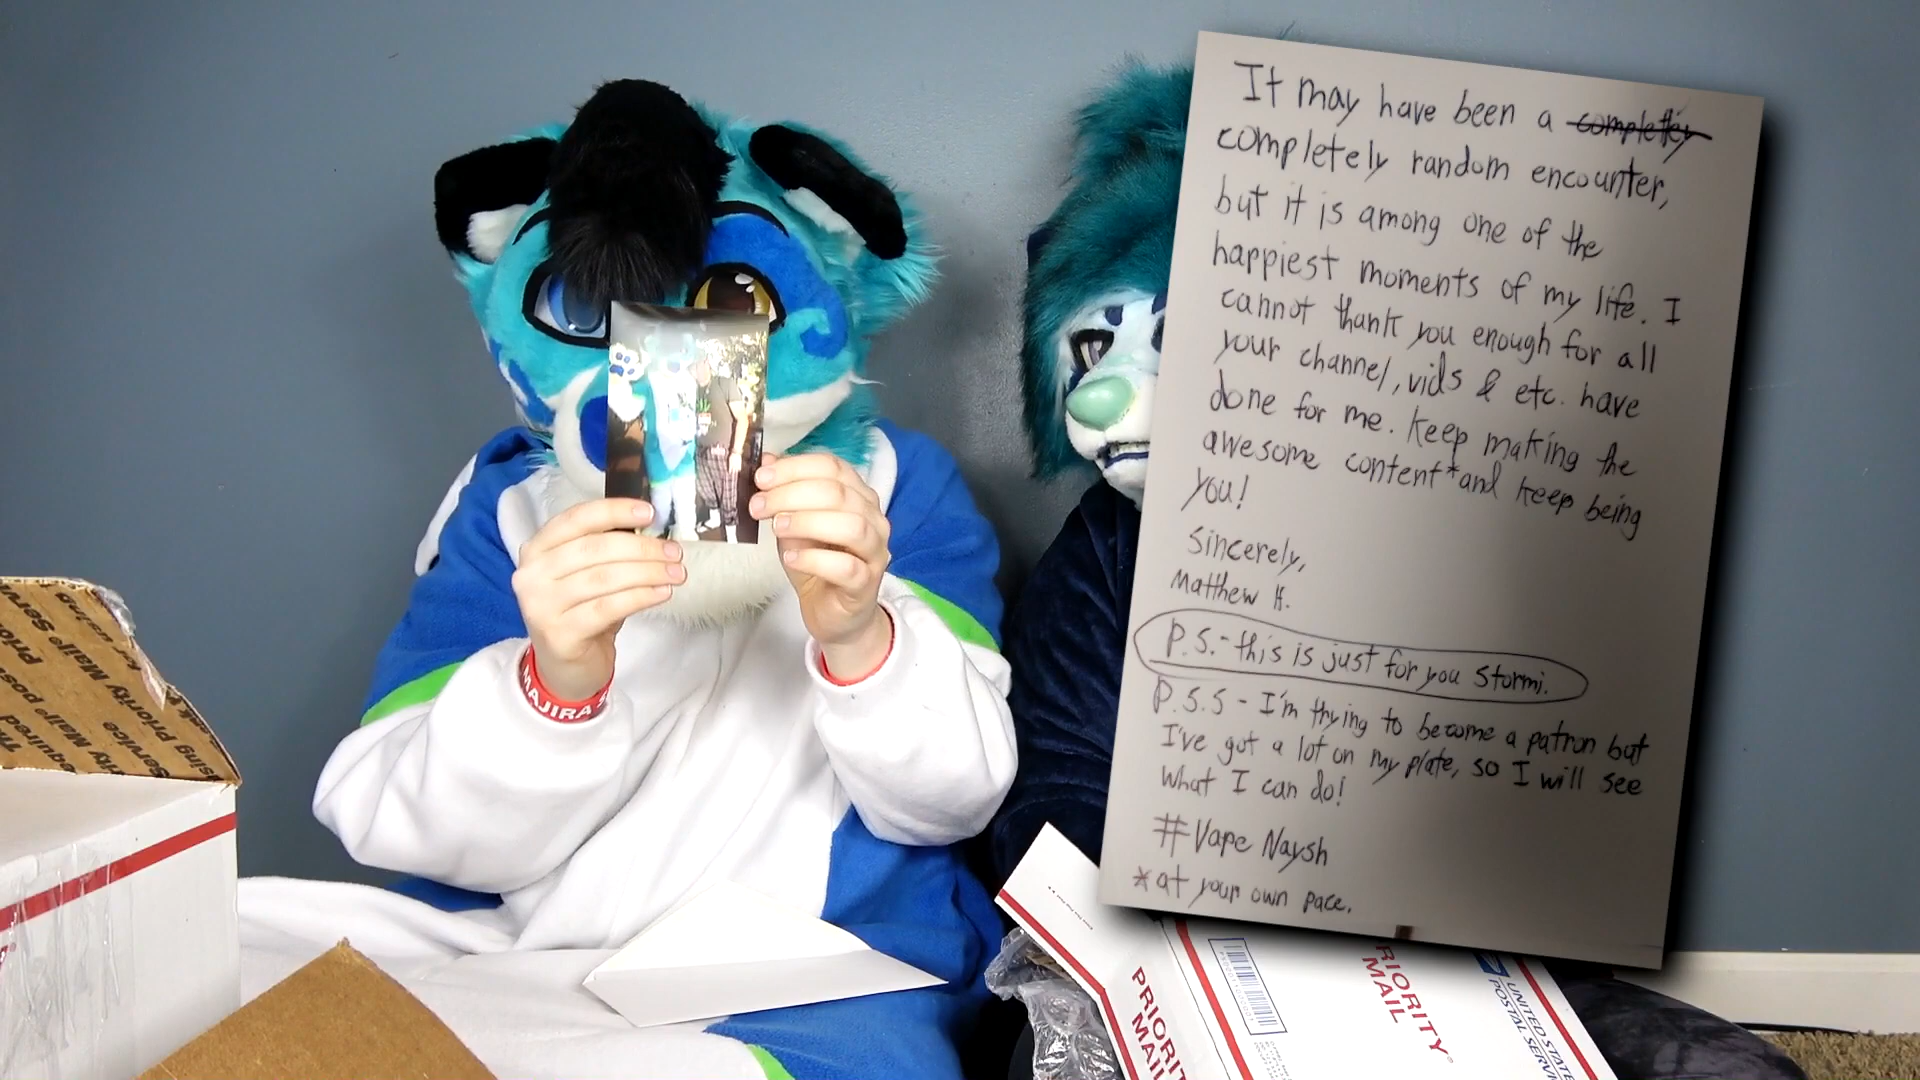 It may have been a completley
completely random encounter,
but it is among one of the
happiest moments of my life. I
cannot thank you enough for all
your channel, vids & etc. have
done for me. Keep making the
awesome content* and keep being
you!
Sincerely,
Matthew H.
P.S.- this is just for you Stormi.
P.S.S - I'm trying to become a patron but
I've got a lot on my plate, so I will see
what I can do!
#Vape Naysh
*at your own pace.
MAJIRA
PRIORITY
MAIL
RIORITY
MAIL
UNITED STATE
POSTAL SERVI